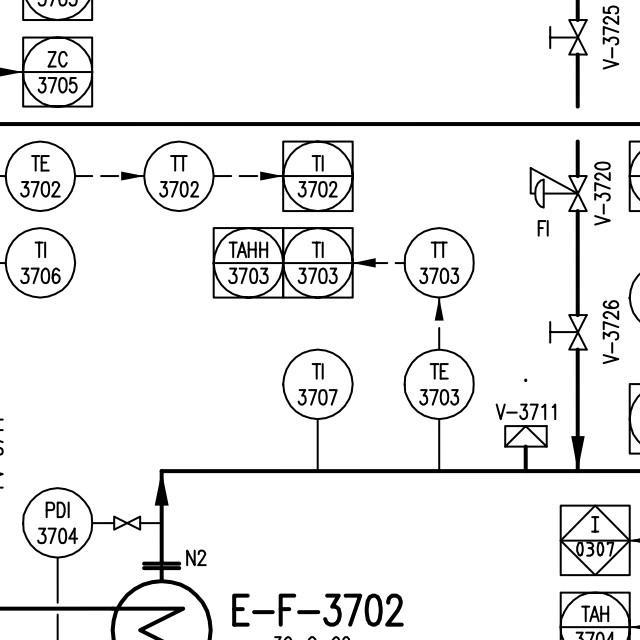 3705
V-3725
ZC
3705
TE
3702
TT
3702
TI
3702
V-3720
FI
TI
3706
TAHH
3703
TI
3703
TT
3703
V-3726
TI
3707
TE
3703
V-3711
PDI
3704
N2
I
0307
E-F-3702
TAH
3704